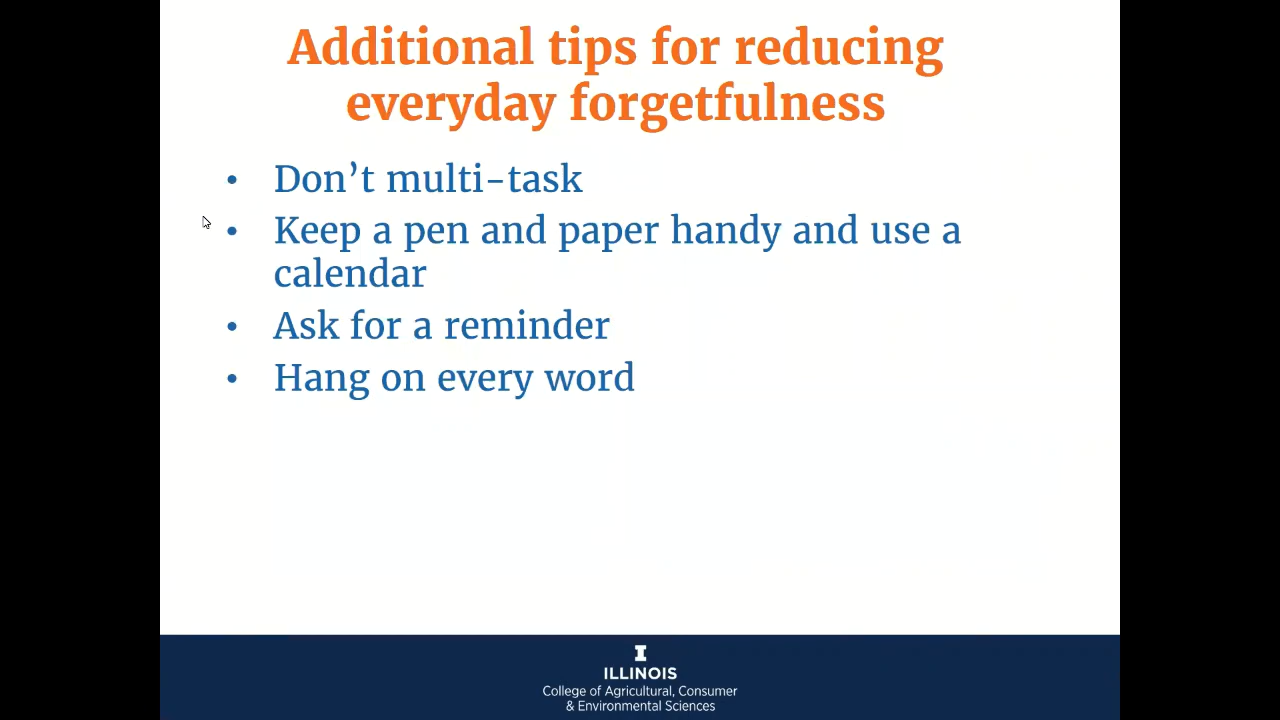 Additional tips for reducing
everyday forgetfulness
• Don’t multi-task
• Keep a pen and paper handy and use a
calendar
• Ask for a reminder
• Hang on every word
I
ILLINOIS
College of Agricultural, Consumer
& Environmental Sciences